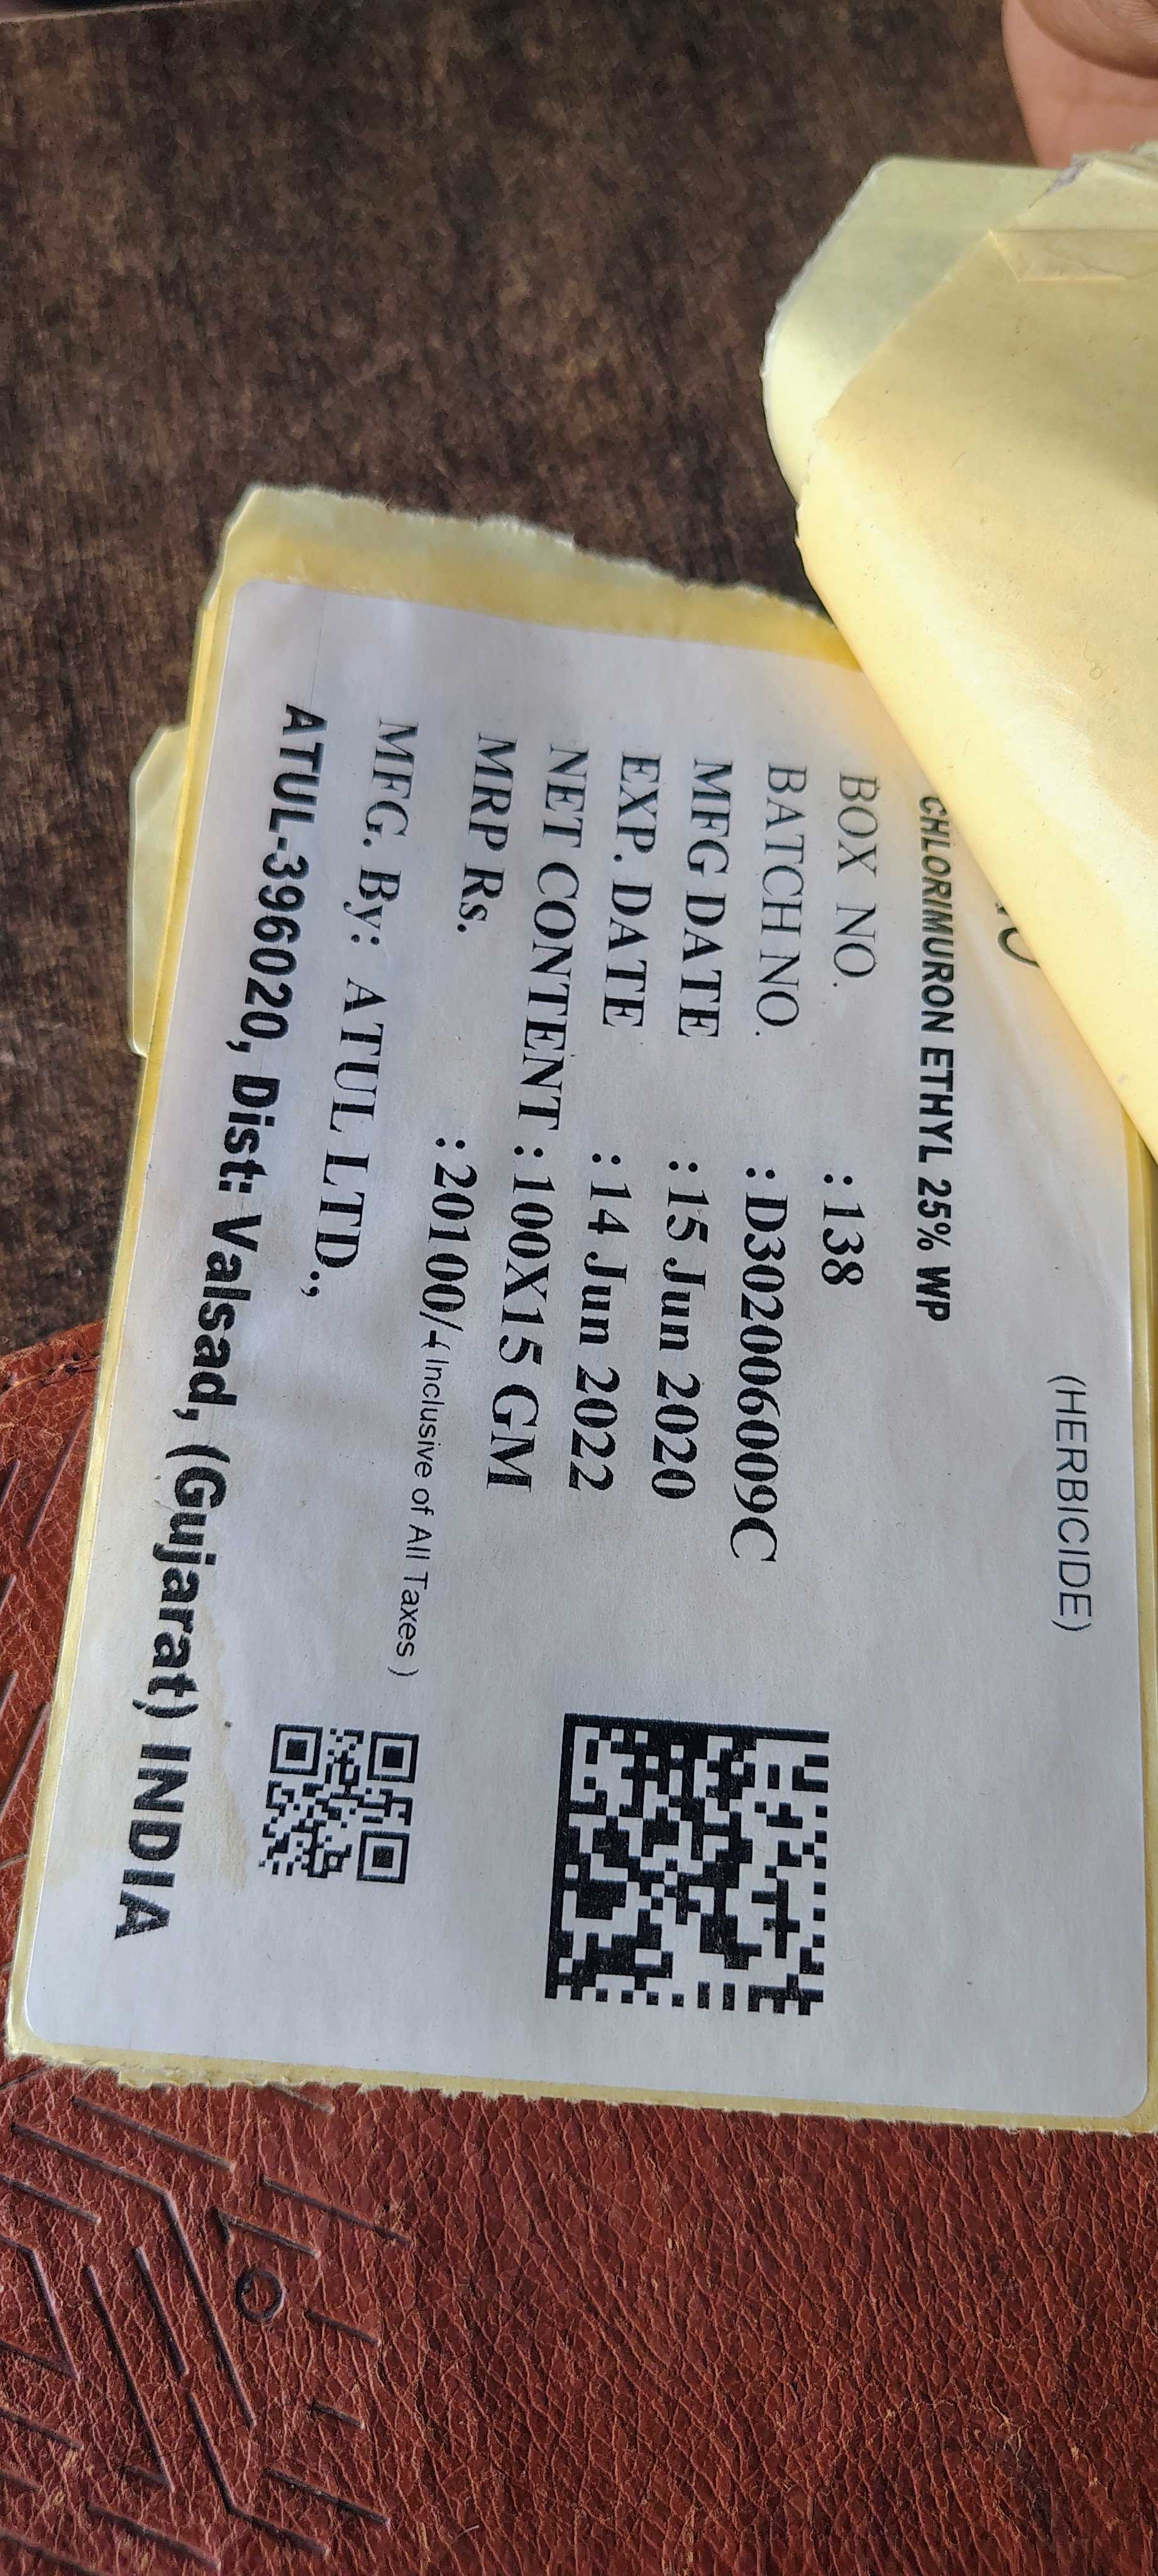 (HERBICIDE)
CHLORIMURON ETHYL 25% WP
BOX NO. : 138
BATCH NO. : D302006009C
MFG DATE : 15 Jun 2020
EXP. DATE : 14 Jun 2022
NET CONTENT : 100X15 GM
MRP Rs. : 20100/-( Inclusive of All Taxes )
MFG. By: ATUL LTD.,
ATUL-396020, Dist: Valsad, (Gujarat) INDIA